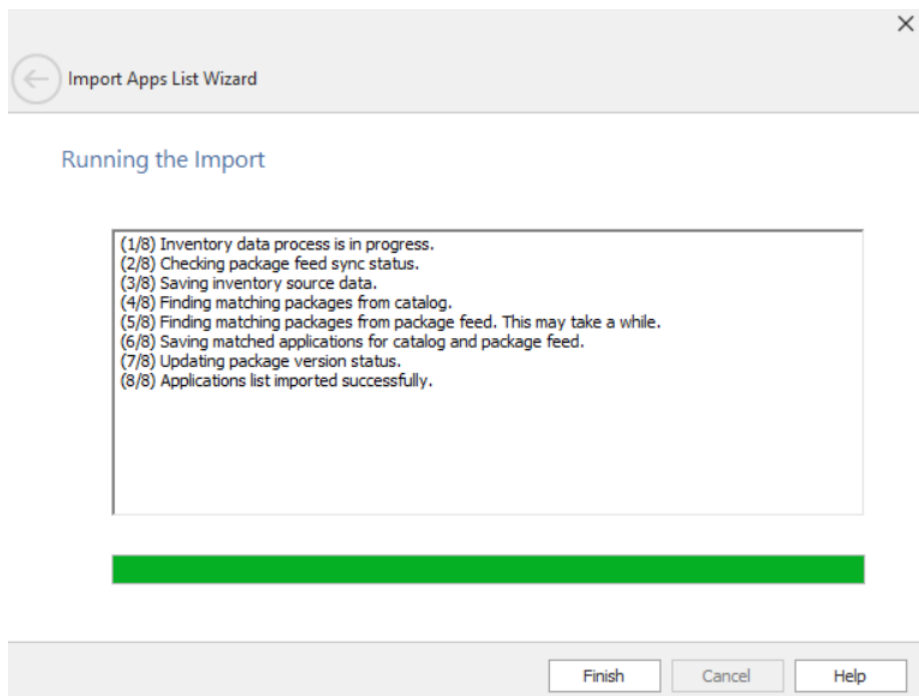 Import Apps List Wizard
Running the Import
(1/8) Inventory data process is in progress.
(2/8) Checking package feed sync status.
(3/8) Saving inventory source data.
(4/8) Finding matching packages from catalog.
(5/8) Finding matching packages from package feed. This may take a while.
(6/8) Saving matched applications for catalog and package feed.
(7/8) Updating package version status.
(8/8) Applications list imported successfully.
Finish Cancel Help